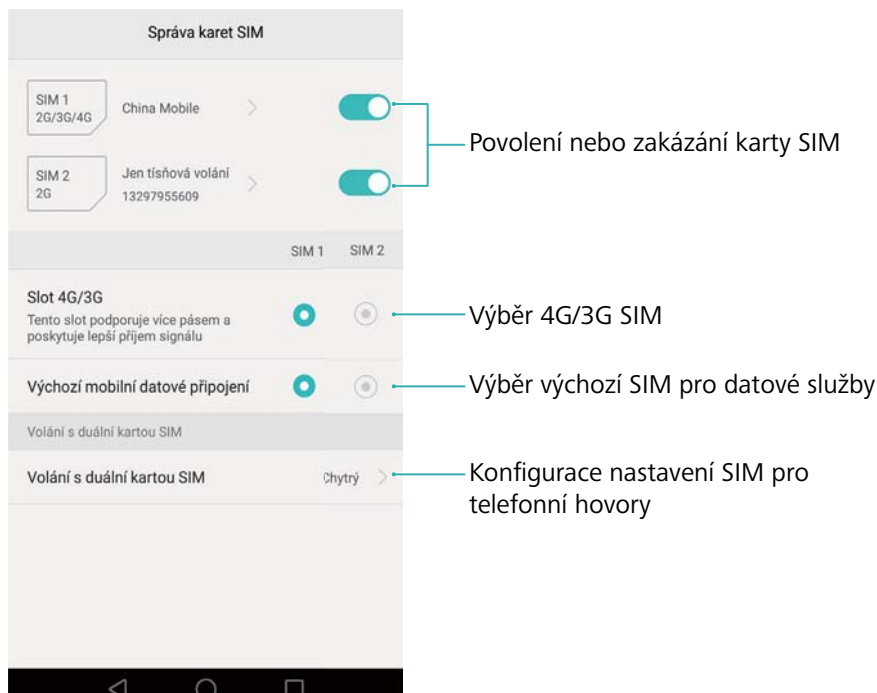 Správa karet SIM
SIM 1
2G/3G/4G
China Mobile
Povolení nebo zakázání karty SIM
SIM 2
2G
Jen tísňová volání
13297955609
SIM 1 SIM 2
Slot 4G/3G
Tento slot podporuje více pásem a
poskytuje lepší příjem signálu
Výběr 4G/3G SIM
Výchozí mobilní datové připojení
Výběr výchozí SIM pro datové služby
Volání s duální kartou SIM
Volání s duální kartou SIM
Chytrý
Konfigurace nastavení SIM pro
telefonní hovory